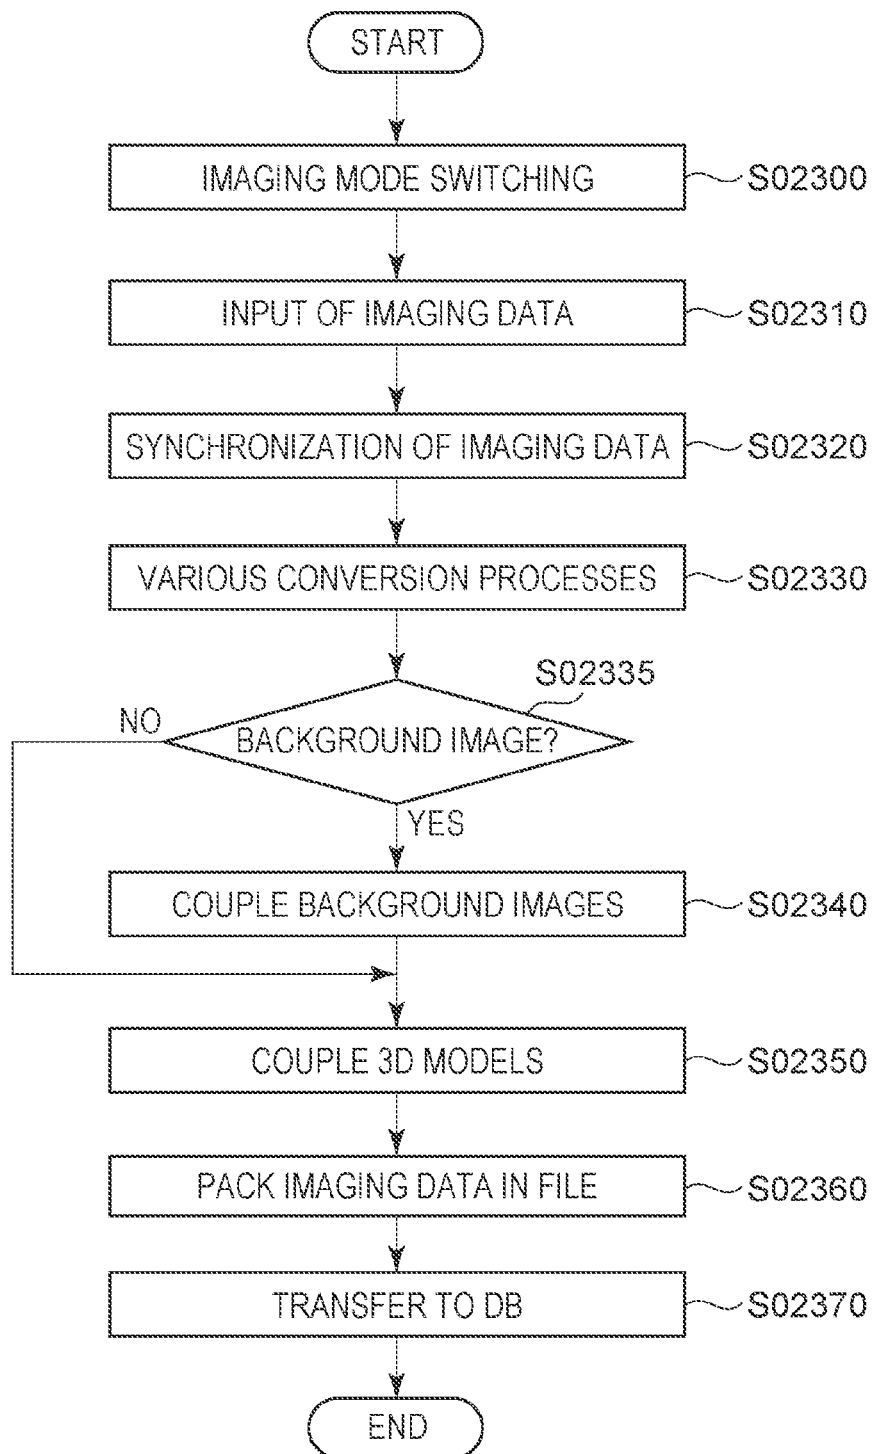 START
IMAGING MODE SWITCHING S02300
INPUT OF IMAGING DATA S02310
SYNCHRONIZATION OF IMAGING DATA S02320
VARIOUS CONVERSION PROCESSES S02330
S02335
NO
BACKGROUND IMAGE?
YES
COUPLE BACKGROUND IMAGES S02340
COUPLE 3D MODELS S02350
PACK IMAGING DATA IN FILE S02360
TRANSFER TO DB S02370
END